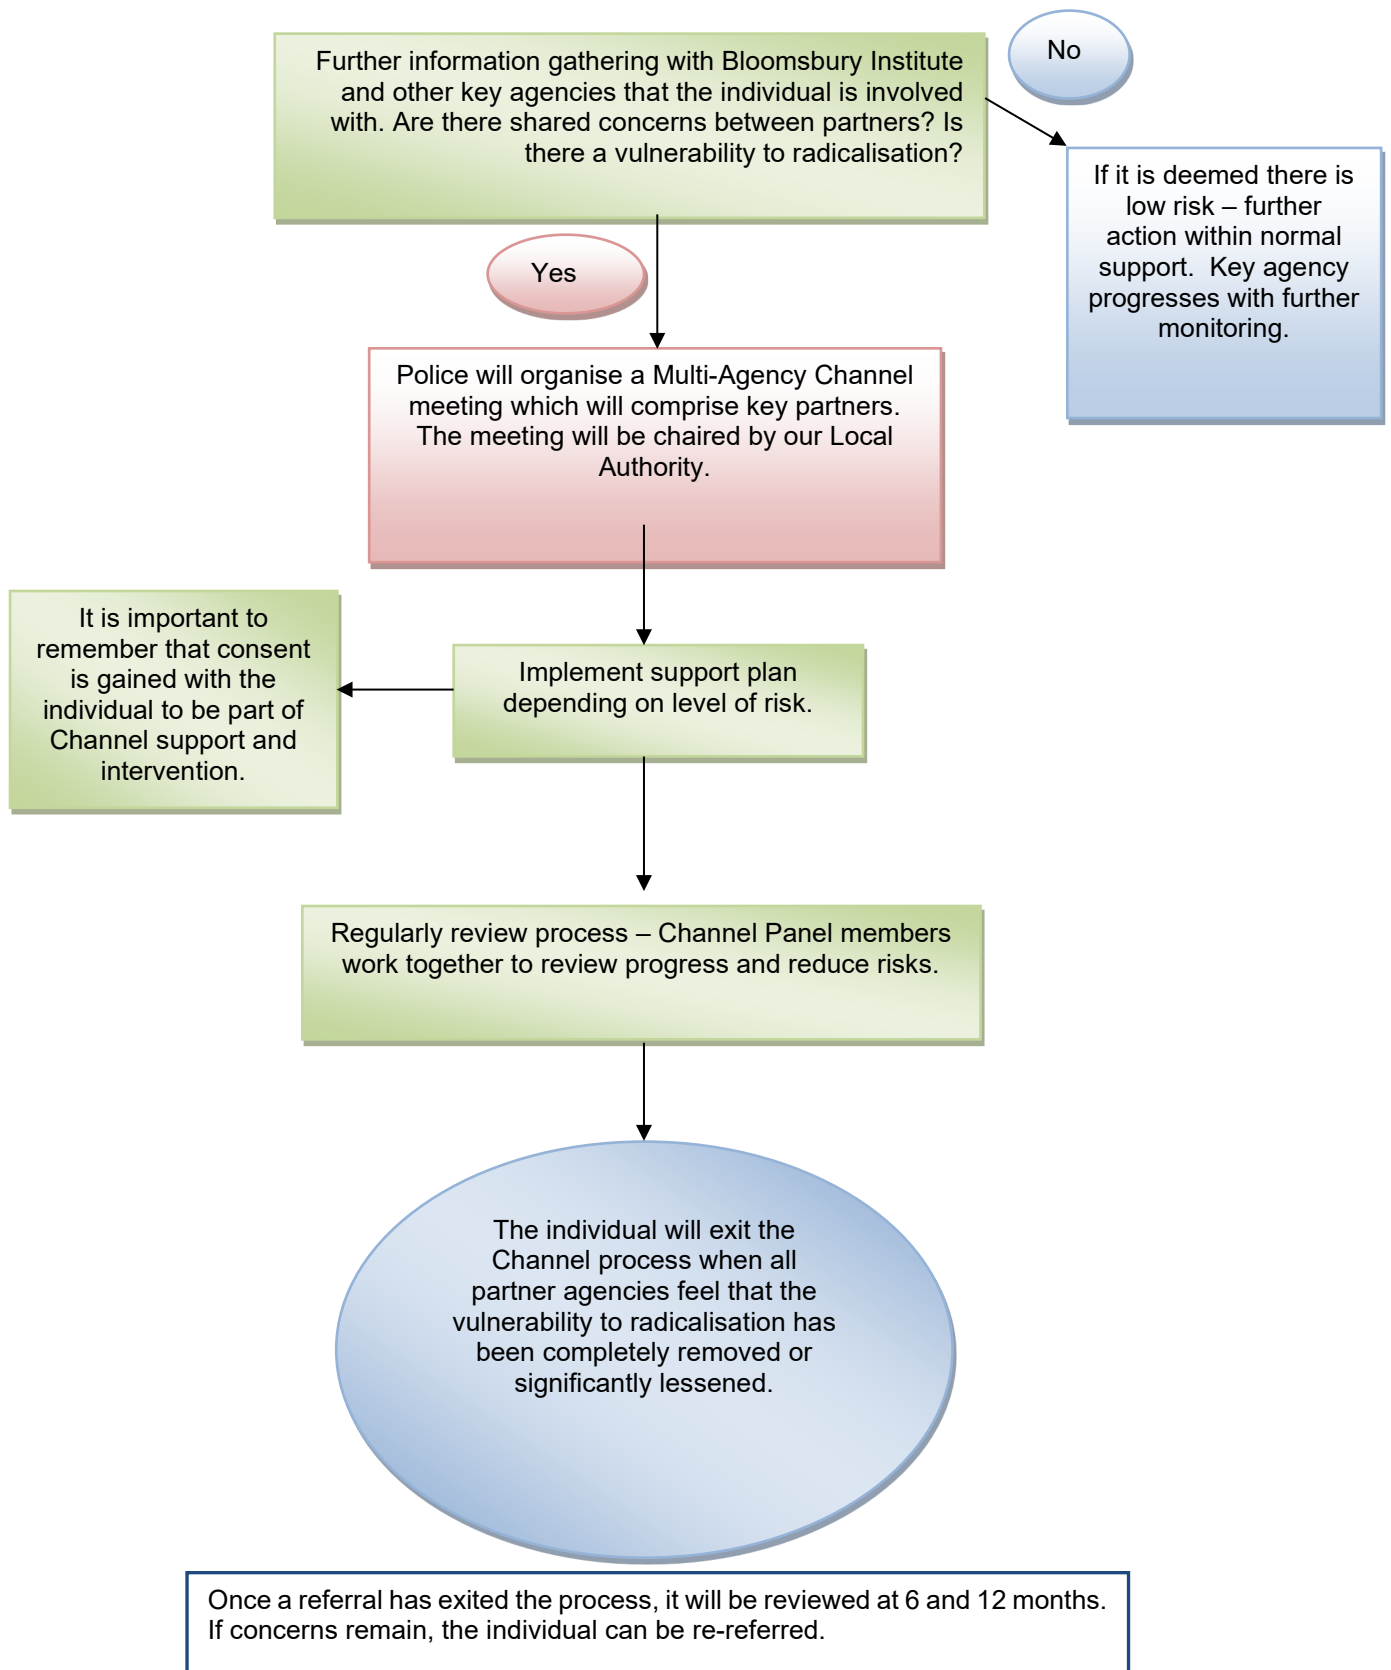 Further information gathering with Bloomsbury Institute
and other key agencies that the individual is involved
with. Are there shared concerns between partners? Is
there a vulnerability to radicalisation?
No
If it is deemed there is
low risk – further
action within normal
support.  Key agency
progresses with further
monitoring.
Yes
Police will organise a Multi-Agency Channel
meeting which will comprise key partners.
The meeting will be chaired by our Local
Authority.
It is important to
remember that consent
is gained with the
individual to be part of
Channel support and
intervention.
Implement support plan
depending on level of risk.
Regularly review process – Channel Panel members
work together to review progress and reduce risks.
The individual will exit the
Channel process when all
partner agencies feel that the
vulnerability to radicalisation has
been completely removed or
significantly lessened.
Once a referral has exited the process, it will be reviewed at 6 and 12 months.
If concerns remain, the individual can be re-referred.